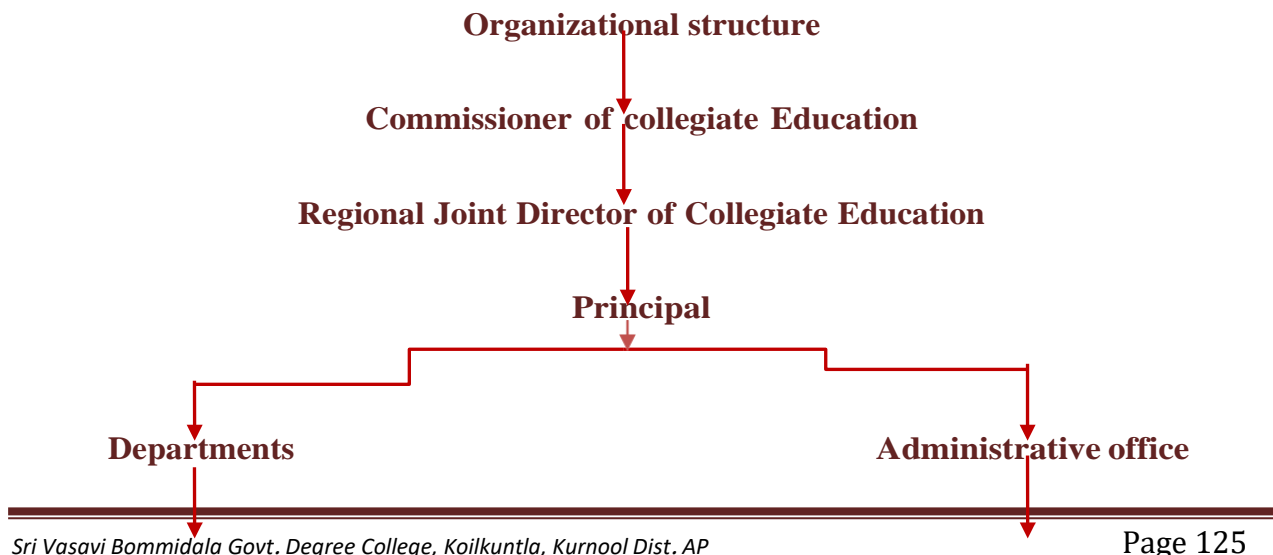 Organizational structure
Commissioner of collegiate Education
Regional Joint Director of Collegiate Education
Principal
Departments
Administrative office
Sri Vasavi Bommidala Govt. Degree College, Koilkuntla, Kurnool Dist. AP
Page 125